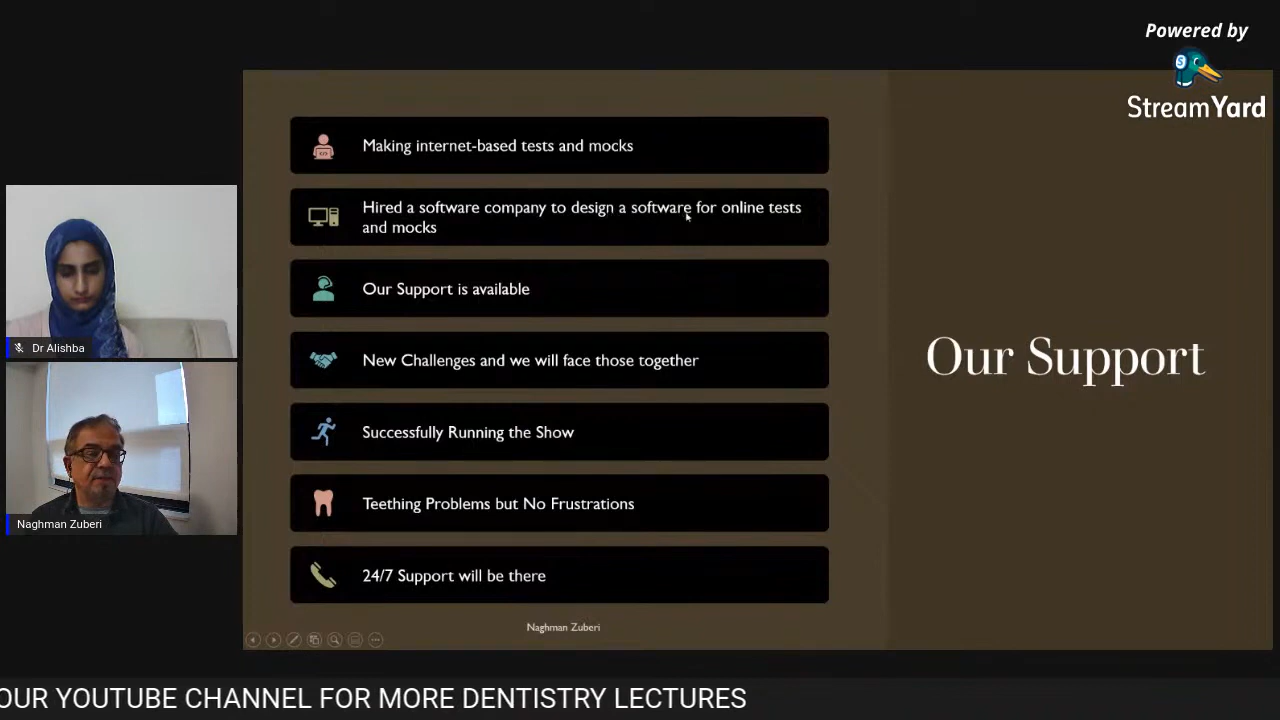 Powered by
StreamYard
Making internet-based tests and mocks
Hired a software company to design a software for online tests
and mocks
Our Support is available
New Challenges and we will face those together
Successfully Running the Show
Teething Problems but No Frustrations
24/7 Support will be there
Our Support
Naghman Zuberi
Dr Alishba
Naghman Zuberi
OUR YOUTUBE CHANNEL FOR MORE DENTISTRY LECTURES